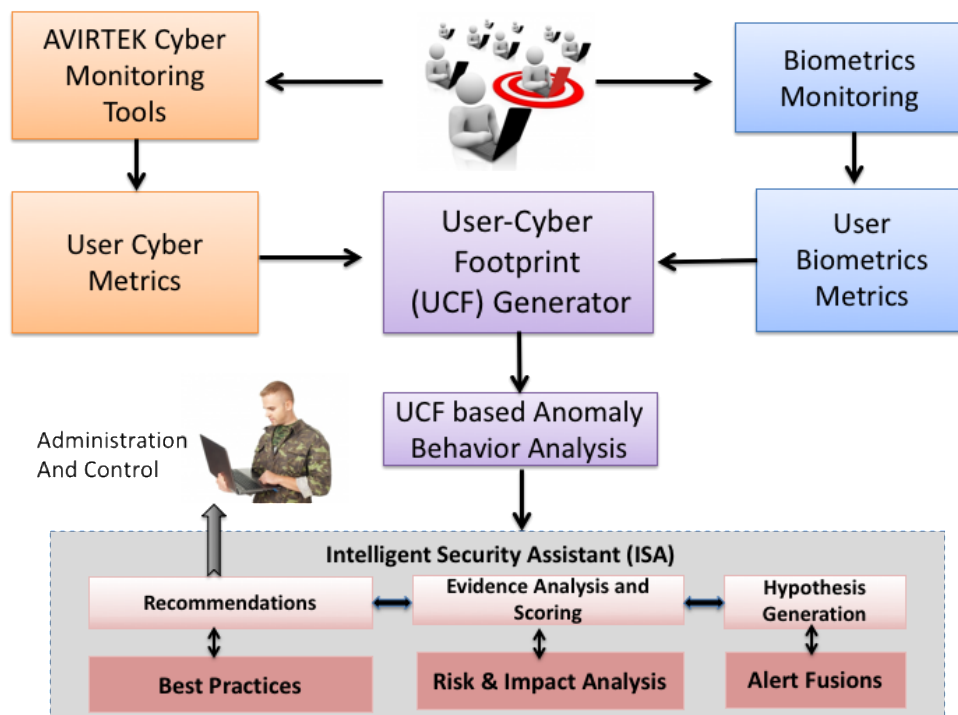 AVIRTEK Cyber
Monitoring
Tools
Biometrics
Monitoring
User Cyber
Metrics
User-Cyber
Footprint
(UCF) Generator
User
Biometrics
Metrics
UCF based Anomaly
Behavior Analysis
Administration
And Control
Intelligent Security Assistant (ISA)
Recommendations
Evidence Analysis and
Scoring
Hypothesis
Generation
Best Practices
Risk & Impact Analysis
Alert Fusions